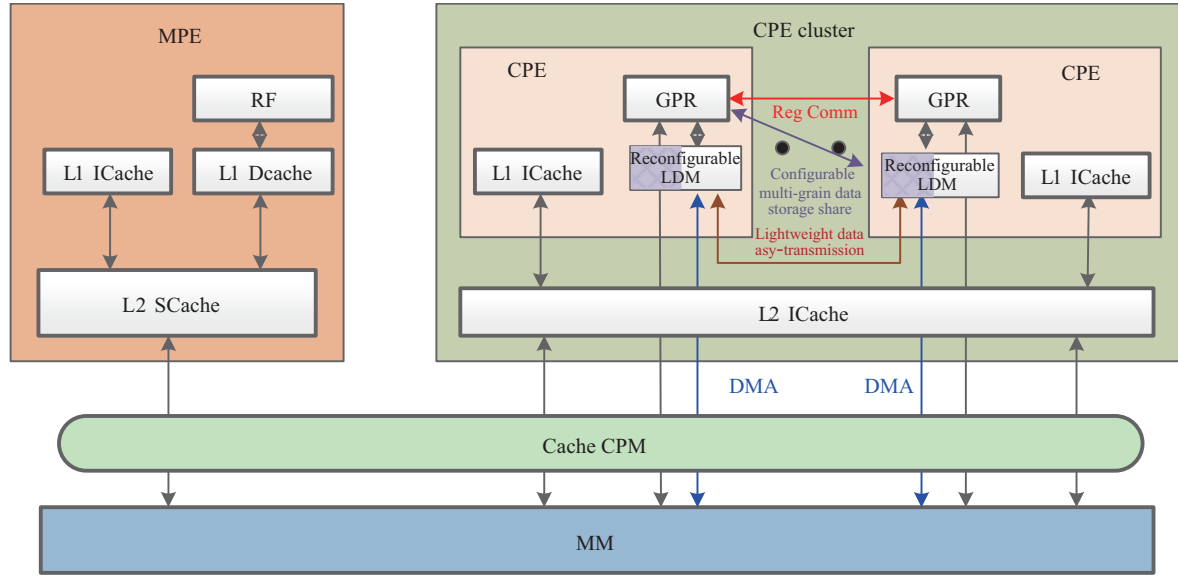 MPE
RF
L1 ICache
L1 Dcache
L2 SCache
CPE cluster
CPE
CPE
GPR
GPR
Reg Comm
L1 ICache
Reconfigurable
LDM
Configurable
multi-grain data
storage share
Reconfigurable
LDM
L1 ICache
Lightweight data
asy-transmission
L2 ICache
DMA
DMA
Cache CPM
MM